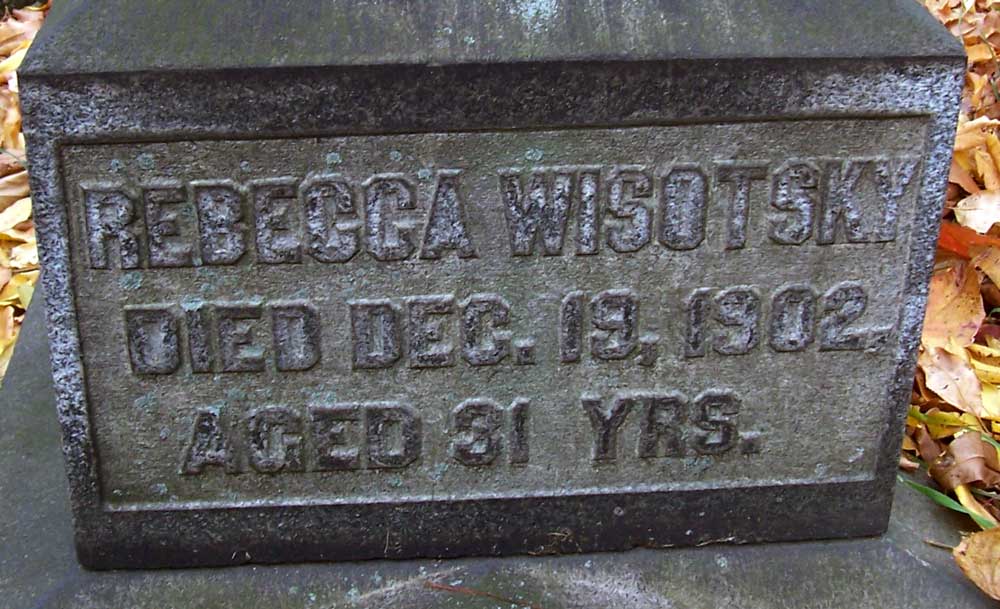 REBECCA WISOTSKY
DIED DEC. 19, 1902.
AGED 31 YRS.